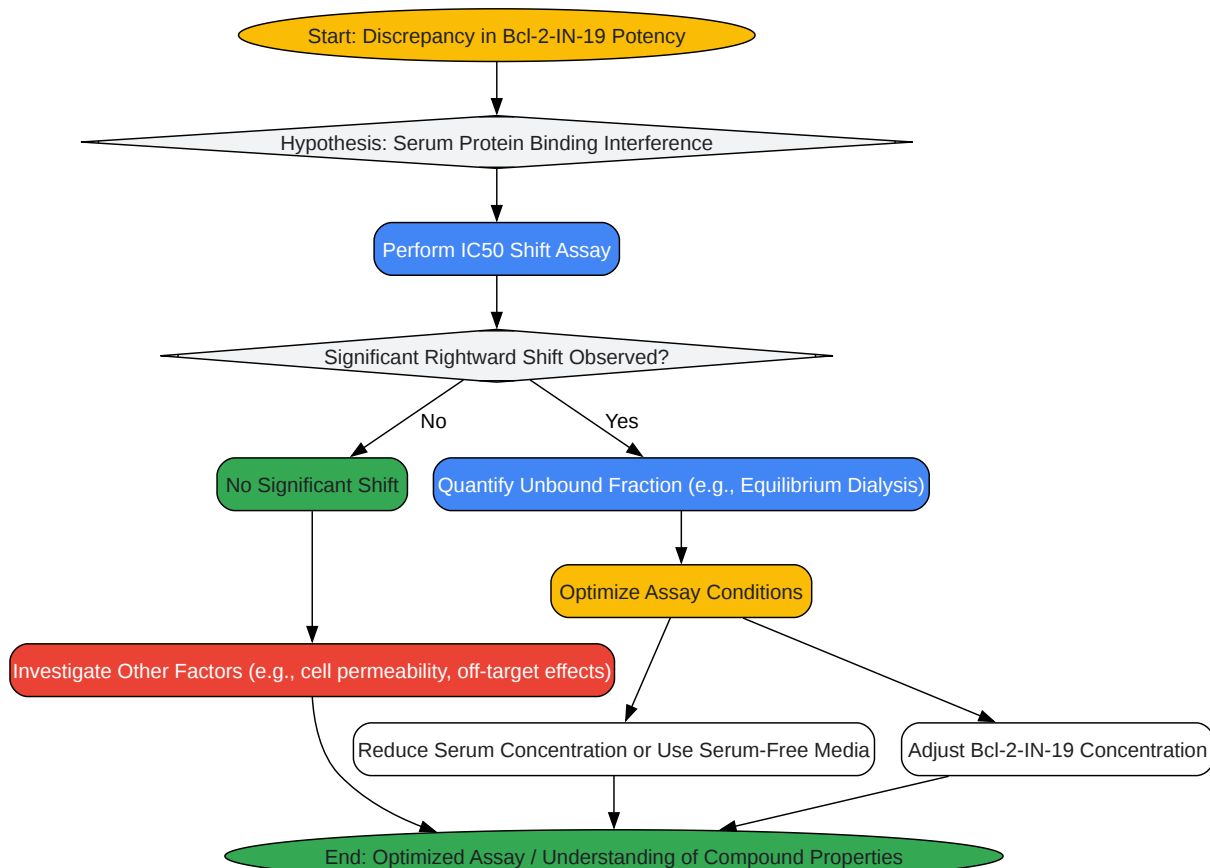 Start: Discrepancy in Bcl-2-IN-19 Potency
Hypothesis: Serum Protein Binding Interference
Perform IC50 Shift Assay
Significant Rightward Shift Observed?
No
Yes
No Significant Shift
Quantify Unbound Fraction (e.g., Equilibrium Dialysis)
Optimize Assay Conditions
Investigate Other Factors (e.g., cell permeability, off-target effects)
Reduce Serum Concentration or Use Serum-Free Media
Adjust Bcl-2-IN-19 Concentration
End: Optimized Assay / Understanding of Compound Properties